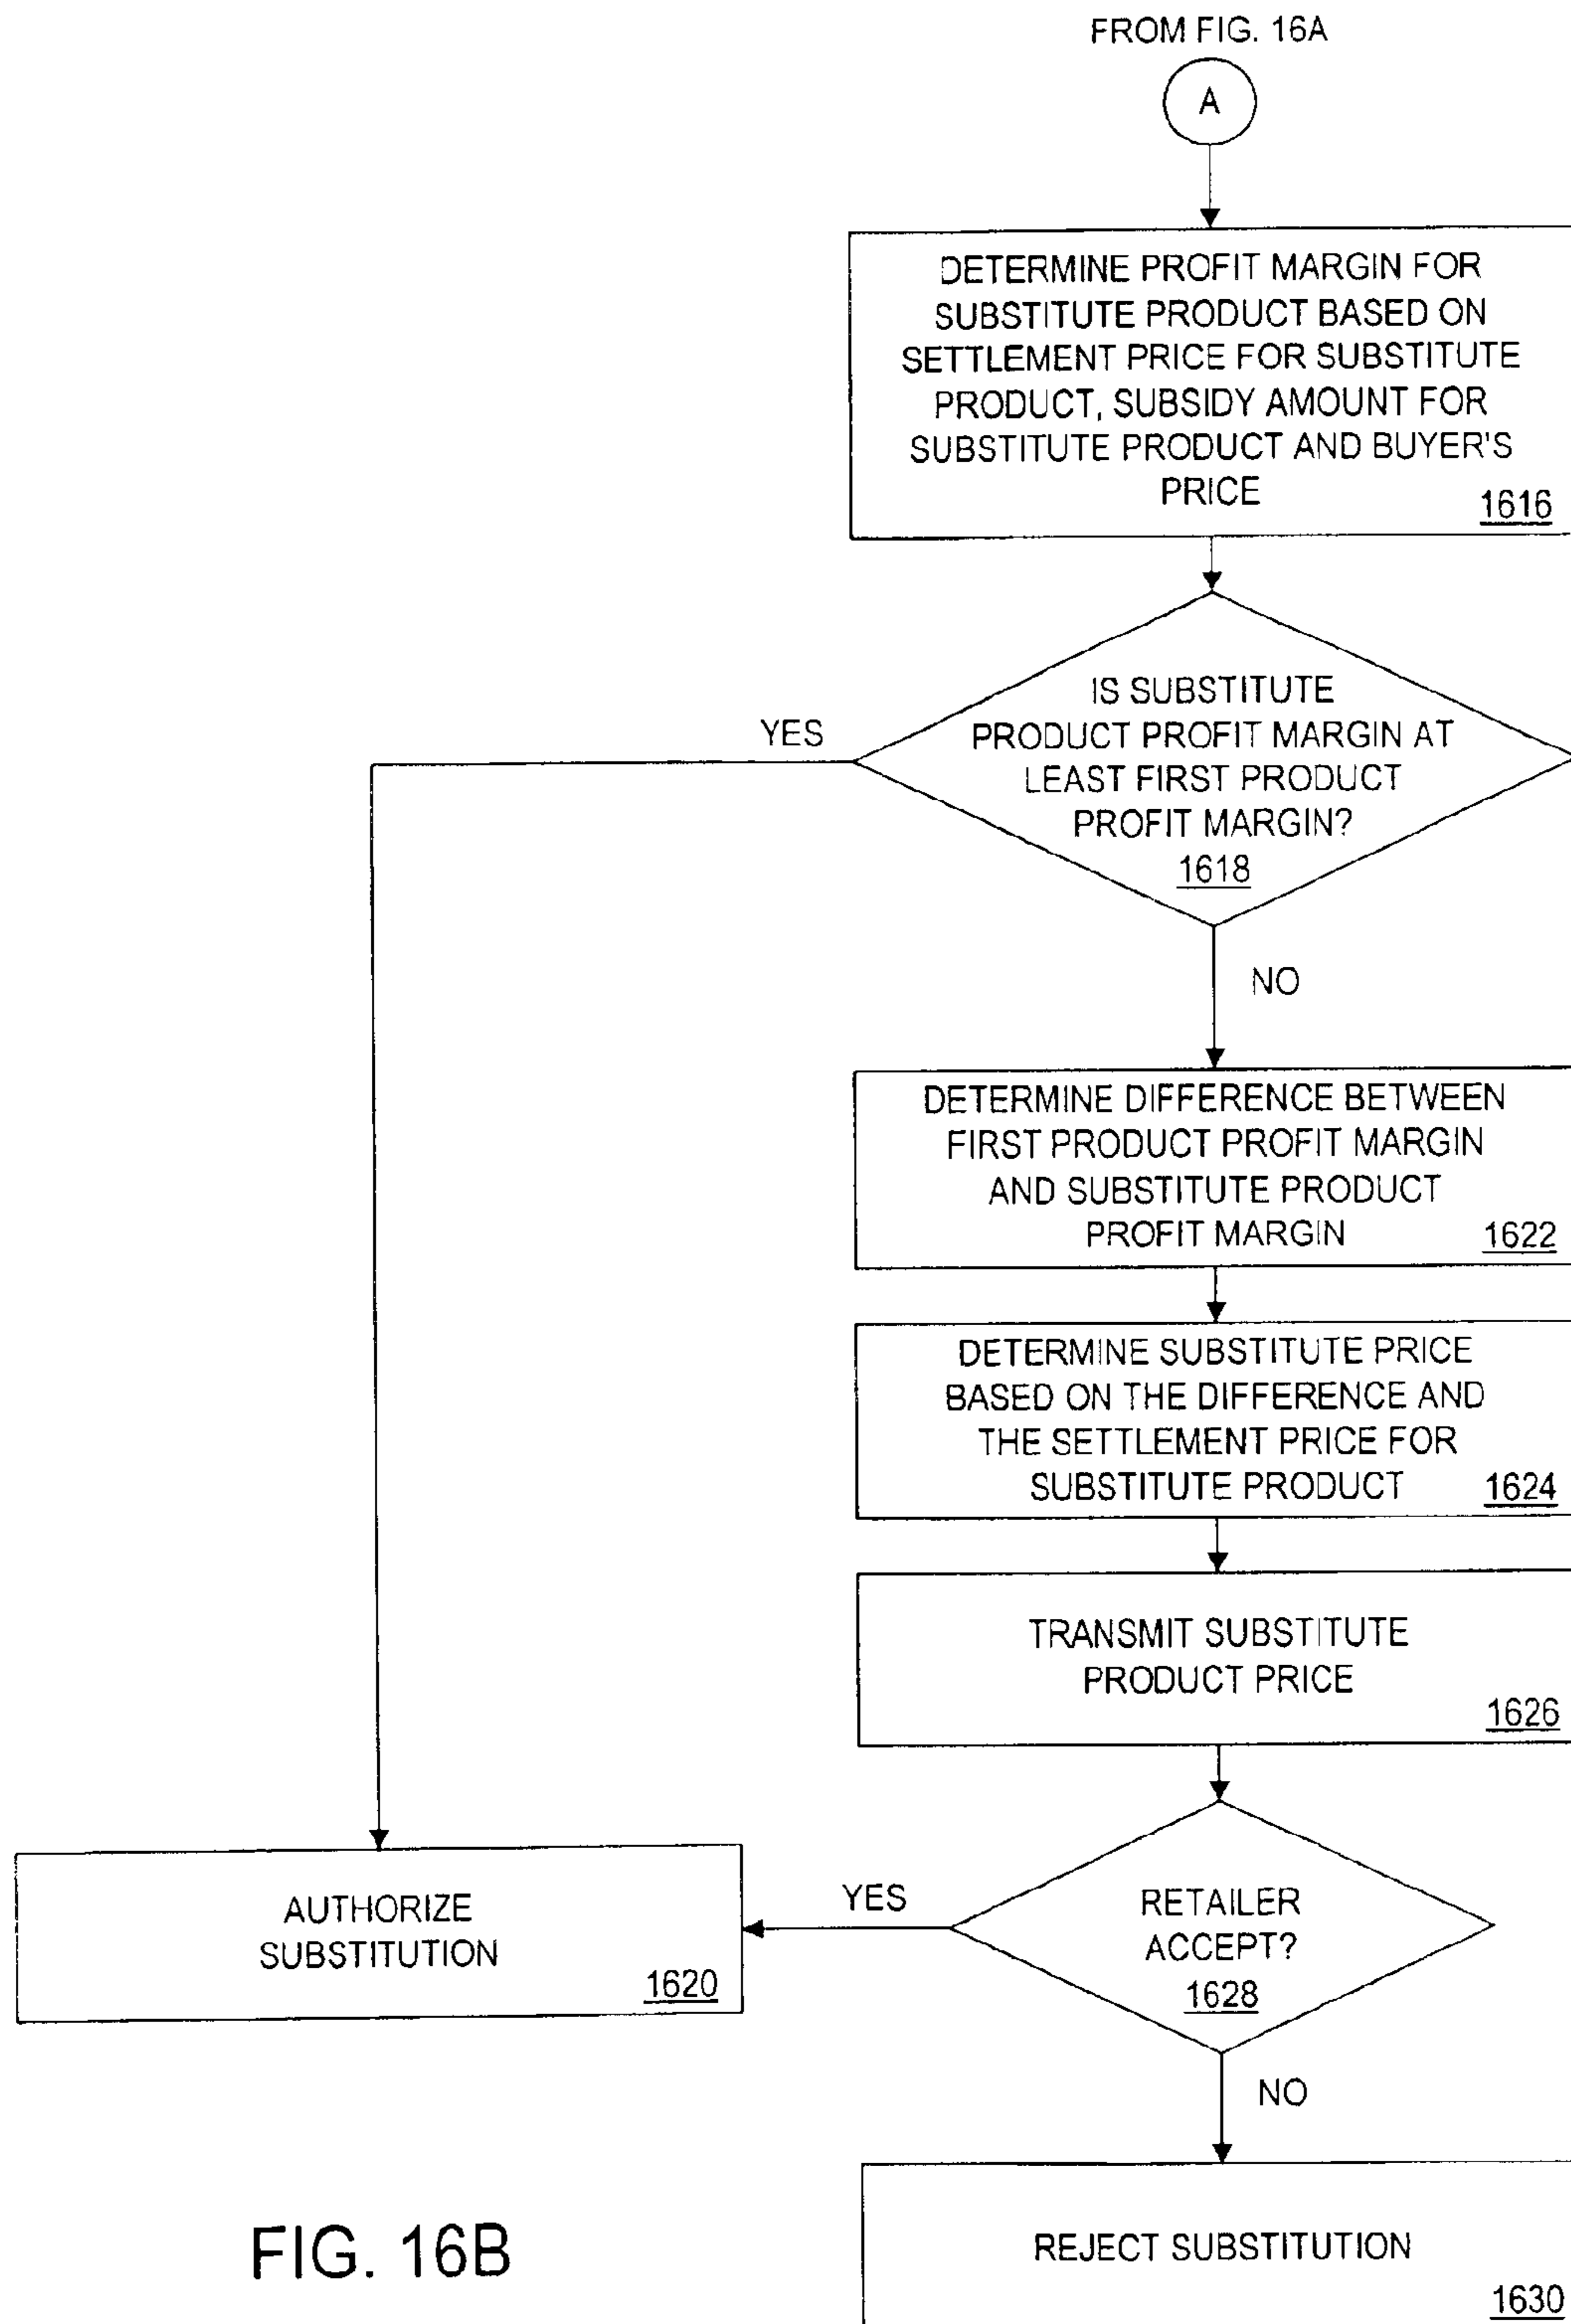 FROM FIG. 16A
A
DETERMINE PROFIT MARGIN FOR
SUBSTITUTE PRODUCT BASED ON
SETTLEMENT PRICE FOR SUBSTITUTE
PRODUCT, SUBSIDY AMOUNT FOR
SUBSTITUTE PRODUCT AND BUYER'S
PRICE
1616
IS SUBSTITUTE
PRODUCT PROFIT MARGIN AT
LEAST FIRST PRODUCT
PROFIT MARGIN?
1618
YES
NO
DETERMINE DIFFERENCE BETWEEN
FIRST PRODUCT PROFIT MARGIN
AND SUBSTITUTE PRODUCT
PROFIT MARGIN
1622
DETERMINE SUBSTITUTE PRICE
BASED ON THE DIFFERENCE AND
THE SETTLEMENT PRICE FOR
SUBSTITUTE PRODUCT
1624
TRANSMIT SUBSTITUTE
PRODUCT PRICE
1626
RETAILER
ACCEPT?
1628
YES
AUTHORIZE
SUBSTITUTION
1620
NO
REJECT SUBSTITUTION
1630
FIG. 16B